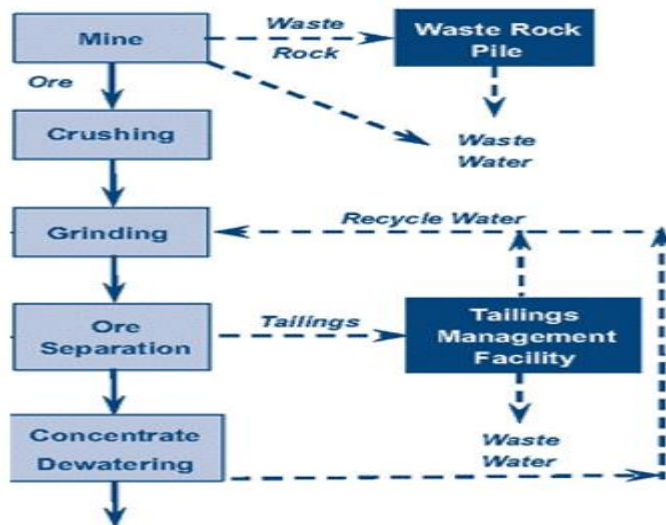 Mine
Waste
Rock
Waste Rock
Pile
Ore
Crushing
Waste
Water
Grinding
Recycle Water
Ore
Separation
Tailings
Tailings
Management
Facility
Concentrate
Dewatering
Waste
Water